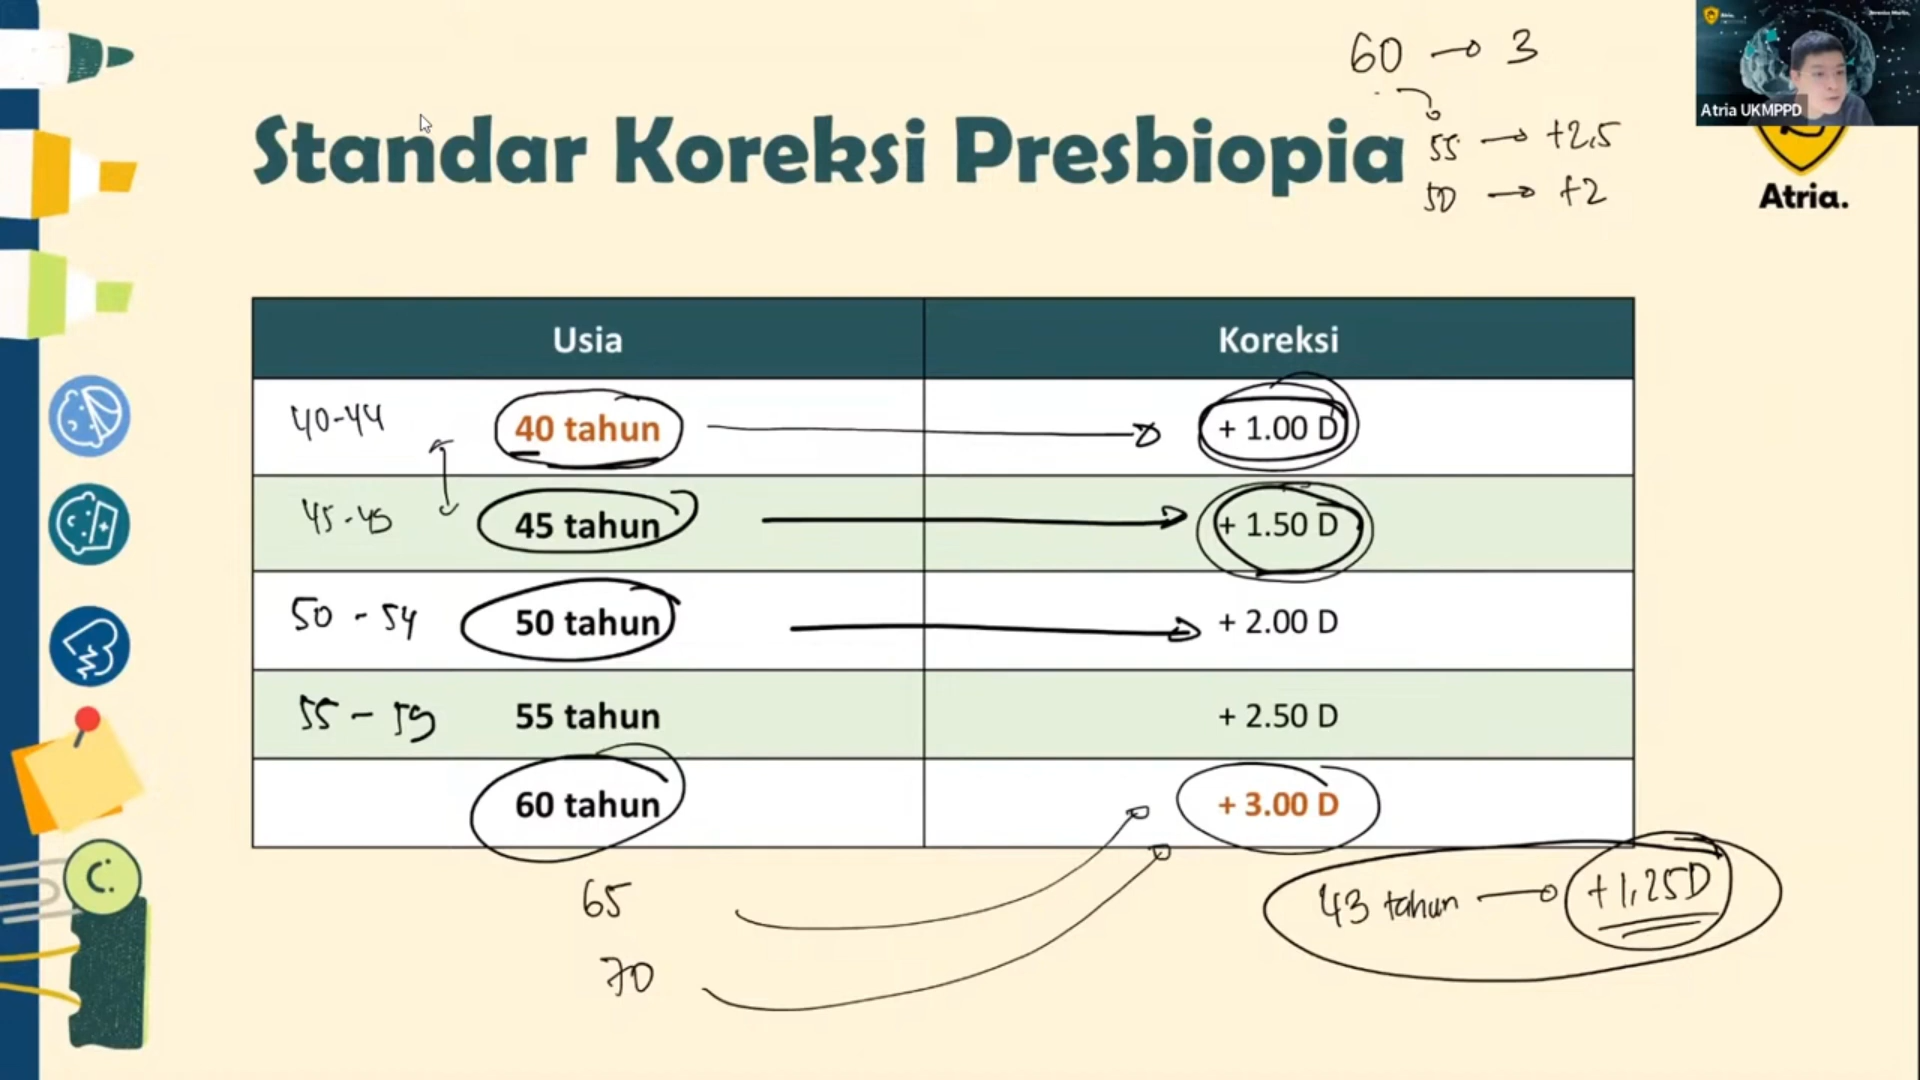 60 → 3
55 → +2,5
50 → +2
Atria UKMPPD
Standar Koreksi Presbiopia
Atria.
Usia Koreksi
40-44 40 tahun + 1.00 D
45-49 45 tahun + 1.50 D
50 - 54 50 tahun + 2.00 D
55 - 59 55 tahun + 2.50 D
60 tahun + 3.00 D
65
70
43 tahun → +1,25D